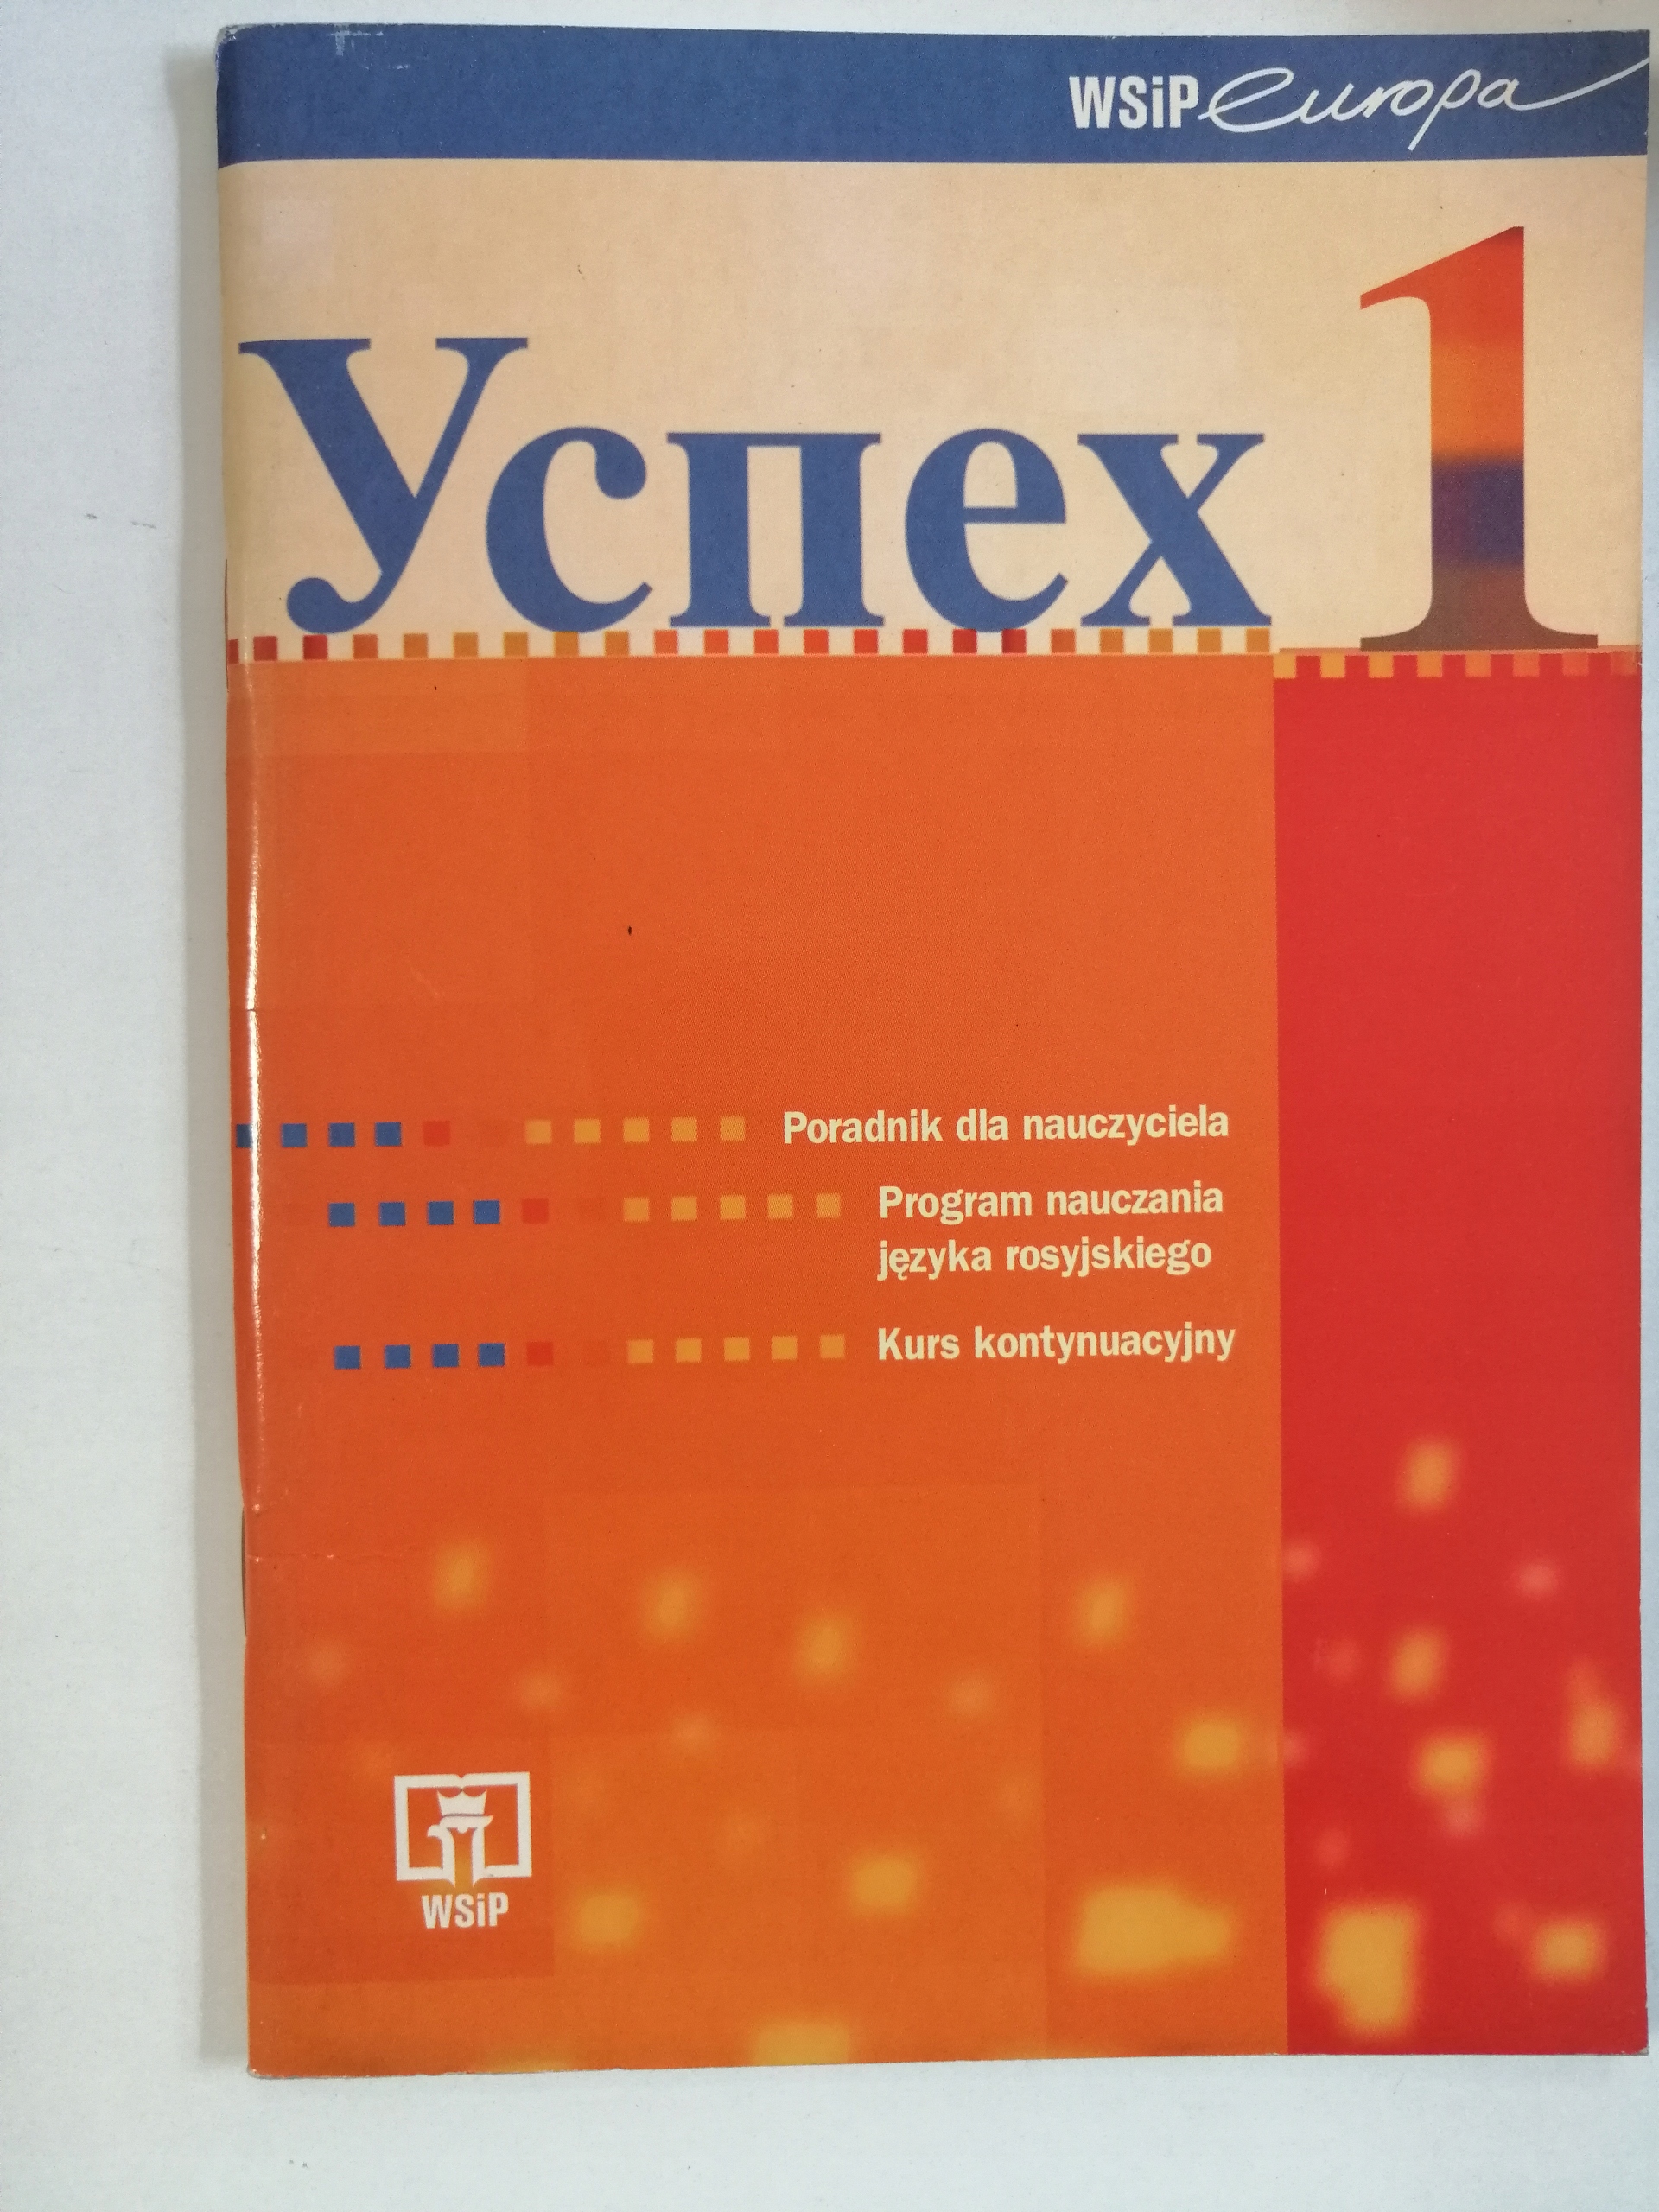 WSiP europa
Успех 1
Poradnik dla nauczyciela
Program nauczania
języka rosyjskiego
Kurs kontynuacyjny
WSiP